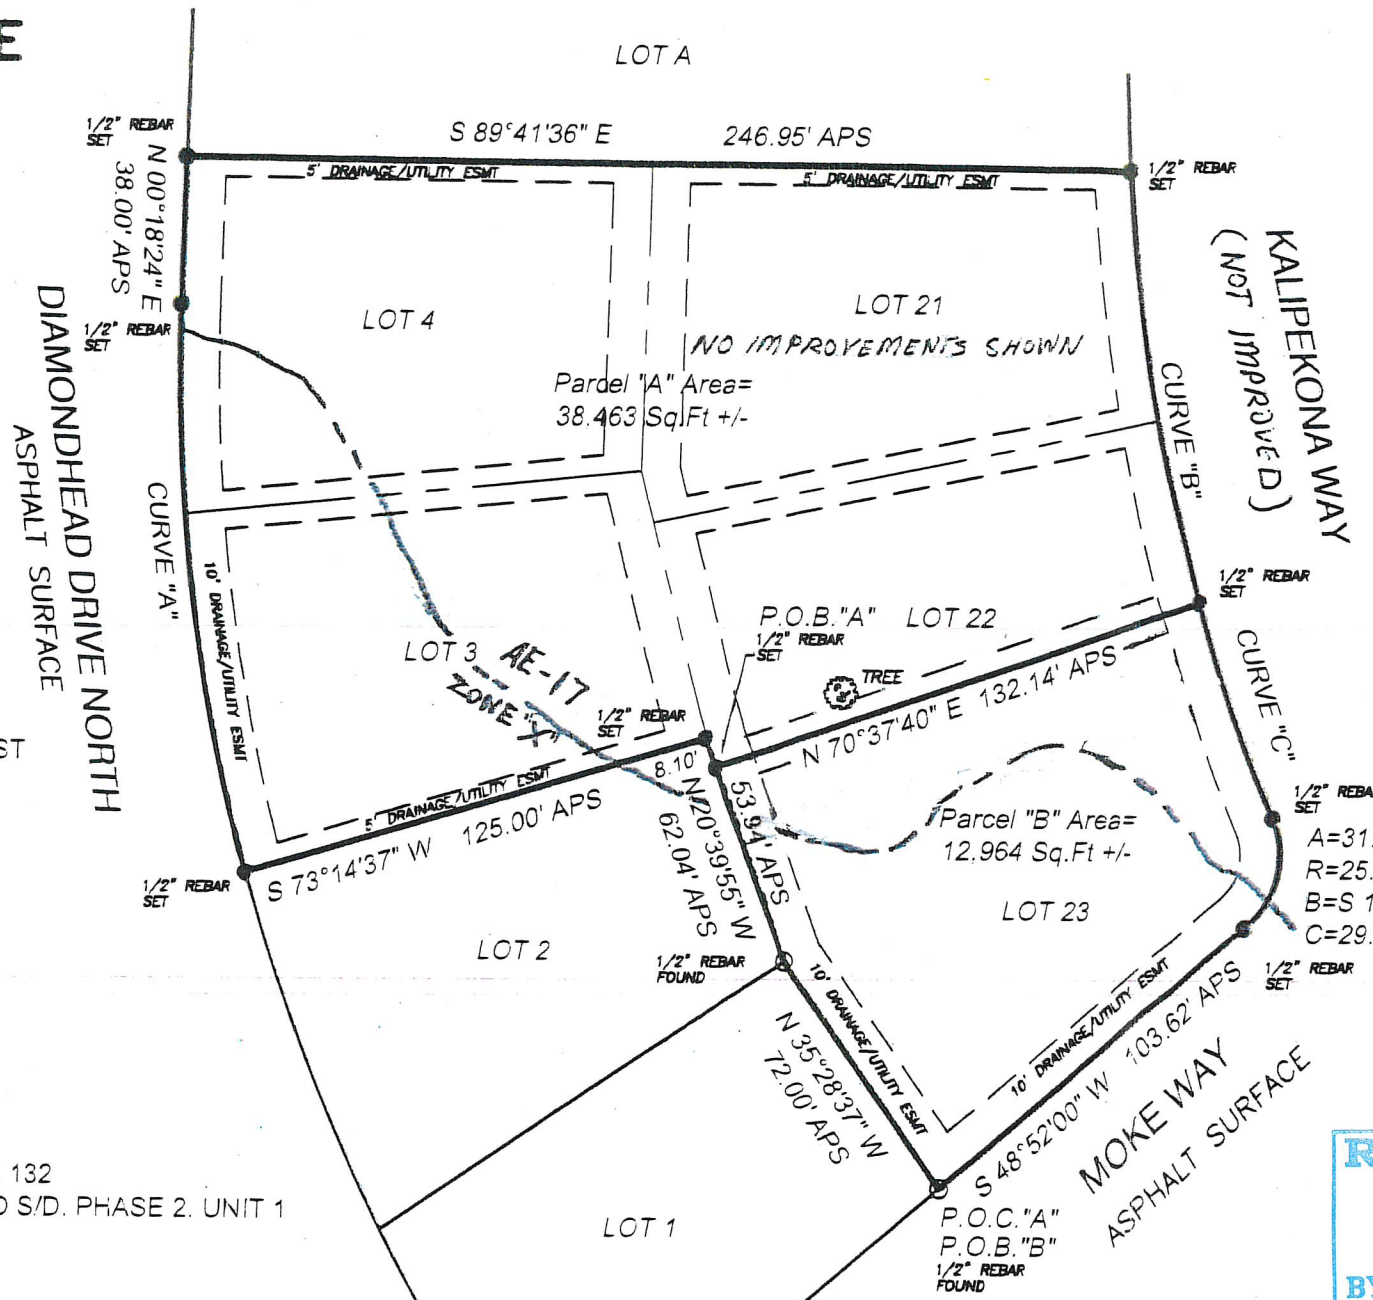 E
LOT A
1/2" REBAR
SET
S 89°41'36" E 246.95' APS
1/2" REBAR
SET
5' DRAINAGE/UTILITY ESMT
5' DRAINAGE/UTILITY ESMT
N 00°18'24" E
38.00' APS
1/2" REBAR
SET
LOT 4
LOT 21
NO IMPROVEMENTS SHOWN
Parcel "A" Area=
38.463 Sq.Ft +/-
KALIPEKONA WAY
(NOT IMPROVED)
CURVE "B"
DIAMONDHEAD DRIVE NORTH
ASPHALT SURFACE
CURVE "A"
10' DRAINAGE/UTILITY ESMT
LOT 3
AE-17
ZONE "X"
1/2" REBAR
SET
P.O.B."A"
1/2" REBAR
SET
LOT 22
TREE
1/2" REBAR
SET
N 70°37'40" E 132.14' APS
CURVE "C"
ST
5' DRAINAGE/UTILITY ESMT
S 73°14'37" W 125.00' APS
1/2" REBAR
SET
8.10'
53.94' APS
N 20°39'55" W
62.04' APS
Parcel "B" Area=
12.964 Sq.Ft +/-
LOT 23
1/2" REBA
SET
A=31.
R=25.
B=S 1
C=29.
1/2" REBAR
SET
LOT 2
1/2" REBAR
FOUND
10' DRAINAGE/UTILITY ESMT
N 35°28'37" W
72.00' APS
10' DRAINAGE/UTILITY ESMT
S 48°52'00" W 103.62' APS
MOKE WAY
ASPHALT SURFACE
132
S/D. PHASE 2. UNIT 1
LOT 1
P.O.C."A"
P.O.B."B"
1/2" REBAR
FOUND
R
BY